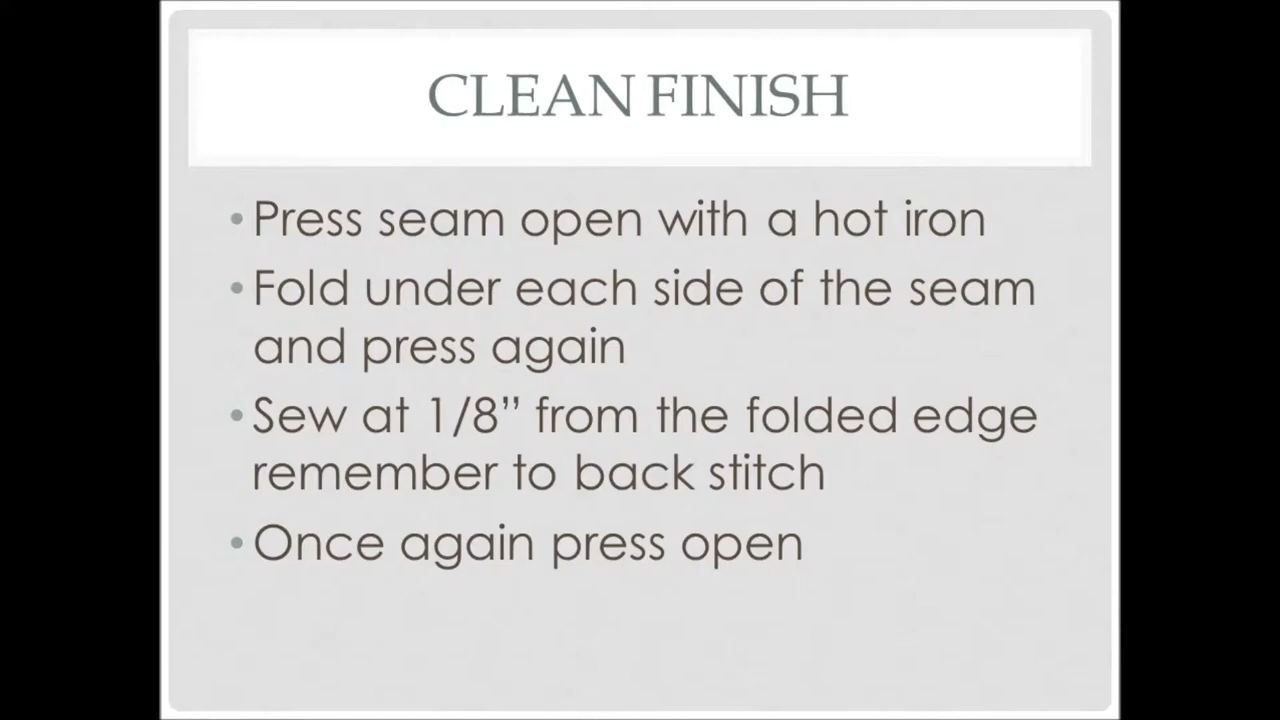 CLEAN FINISH
•Press seam open with a hot iron
•Fold under each side of the seam
and press again
•Sew at 1/8” from the folded edge
remember to back stitch
•Once again press open